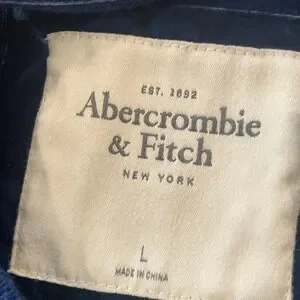 EST. 1892
Abercrombie
& Fitch
NEW YORK
L
MADE IN CHINA